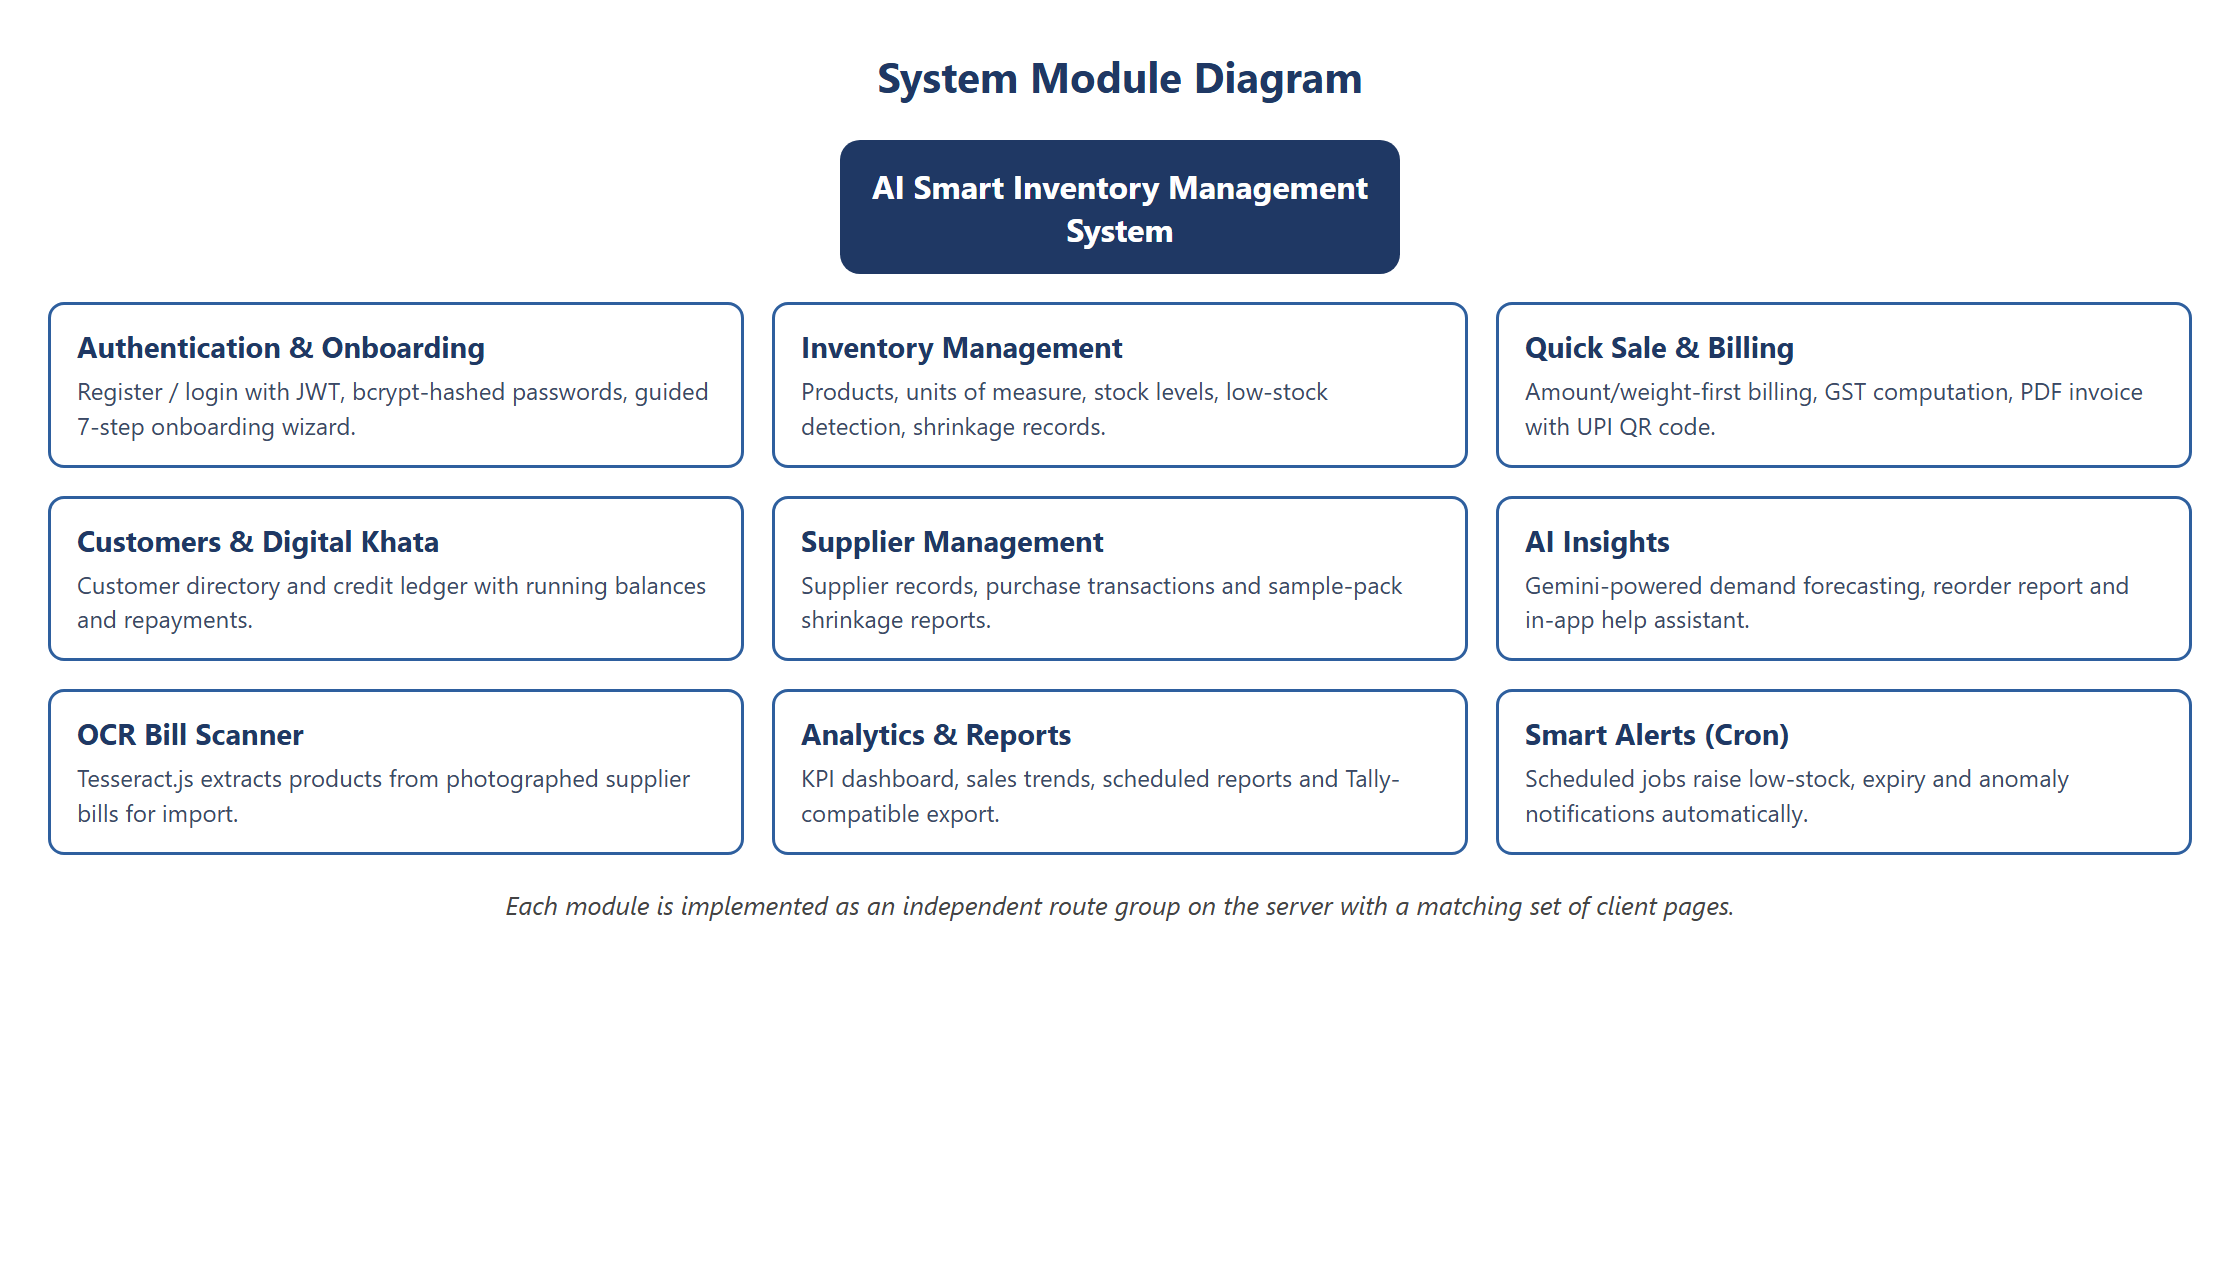 System Module Diagram
AI Smart Inventory Management
System
Authentication & Onboarding
Register / login with JWT, bcrypt-hashed passwords, guided
7-step onboarding wizard.
Inventory Management
Products, units of measure, stock levels, low-stock
detection, shrinkage records.
Quick Sale & Billing
Amount/weight-first billing, GST computation, PDF invoice
with UPI QR code.
Customers & Digital Khata
Customer directory and credit ledger with running balances
and repayments.
Supplier Management
Supplier records, purchase transactions and sample-pack
shrinkage reports.
AI Insights
Gemini-powered demand forecasting, reorder report and
in-app help assistant.
OCR Bill Scanner
Tesseract.js extracts products from photographed supplier
bills for import.
Analytics & Reports
KPI dashboard, sales trends, scheduled reports and Tally-
compatible export.
Smart Alerts (Cron)
Scheduled jobs raise low-stock, expiry and anomaly
notifications automatically.
Each module is implemented as an independent route group on the server with a matching set of client pages.